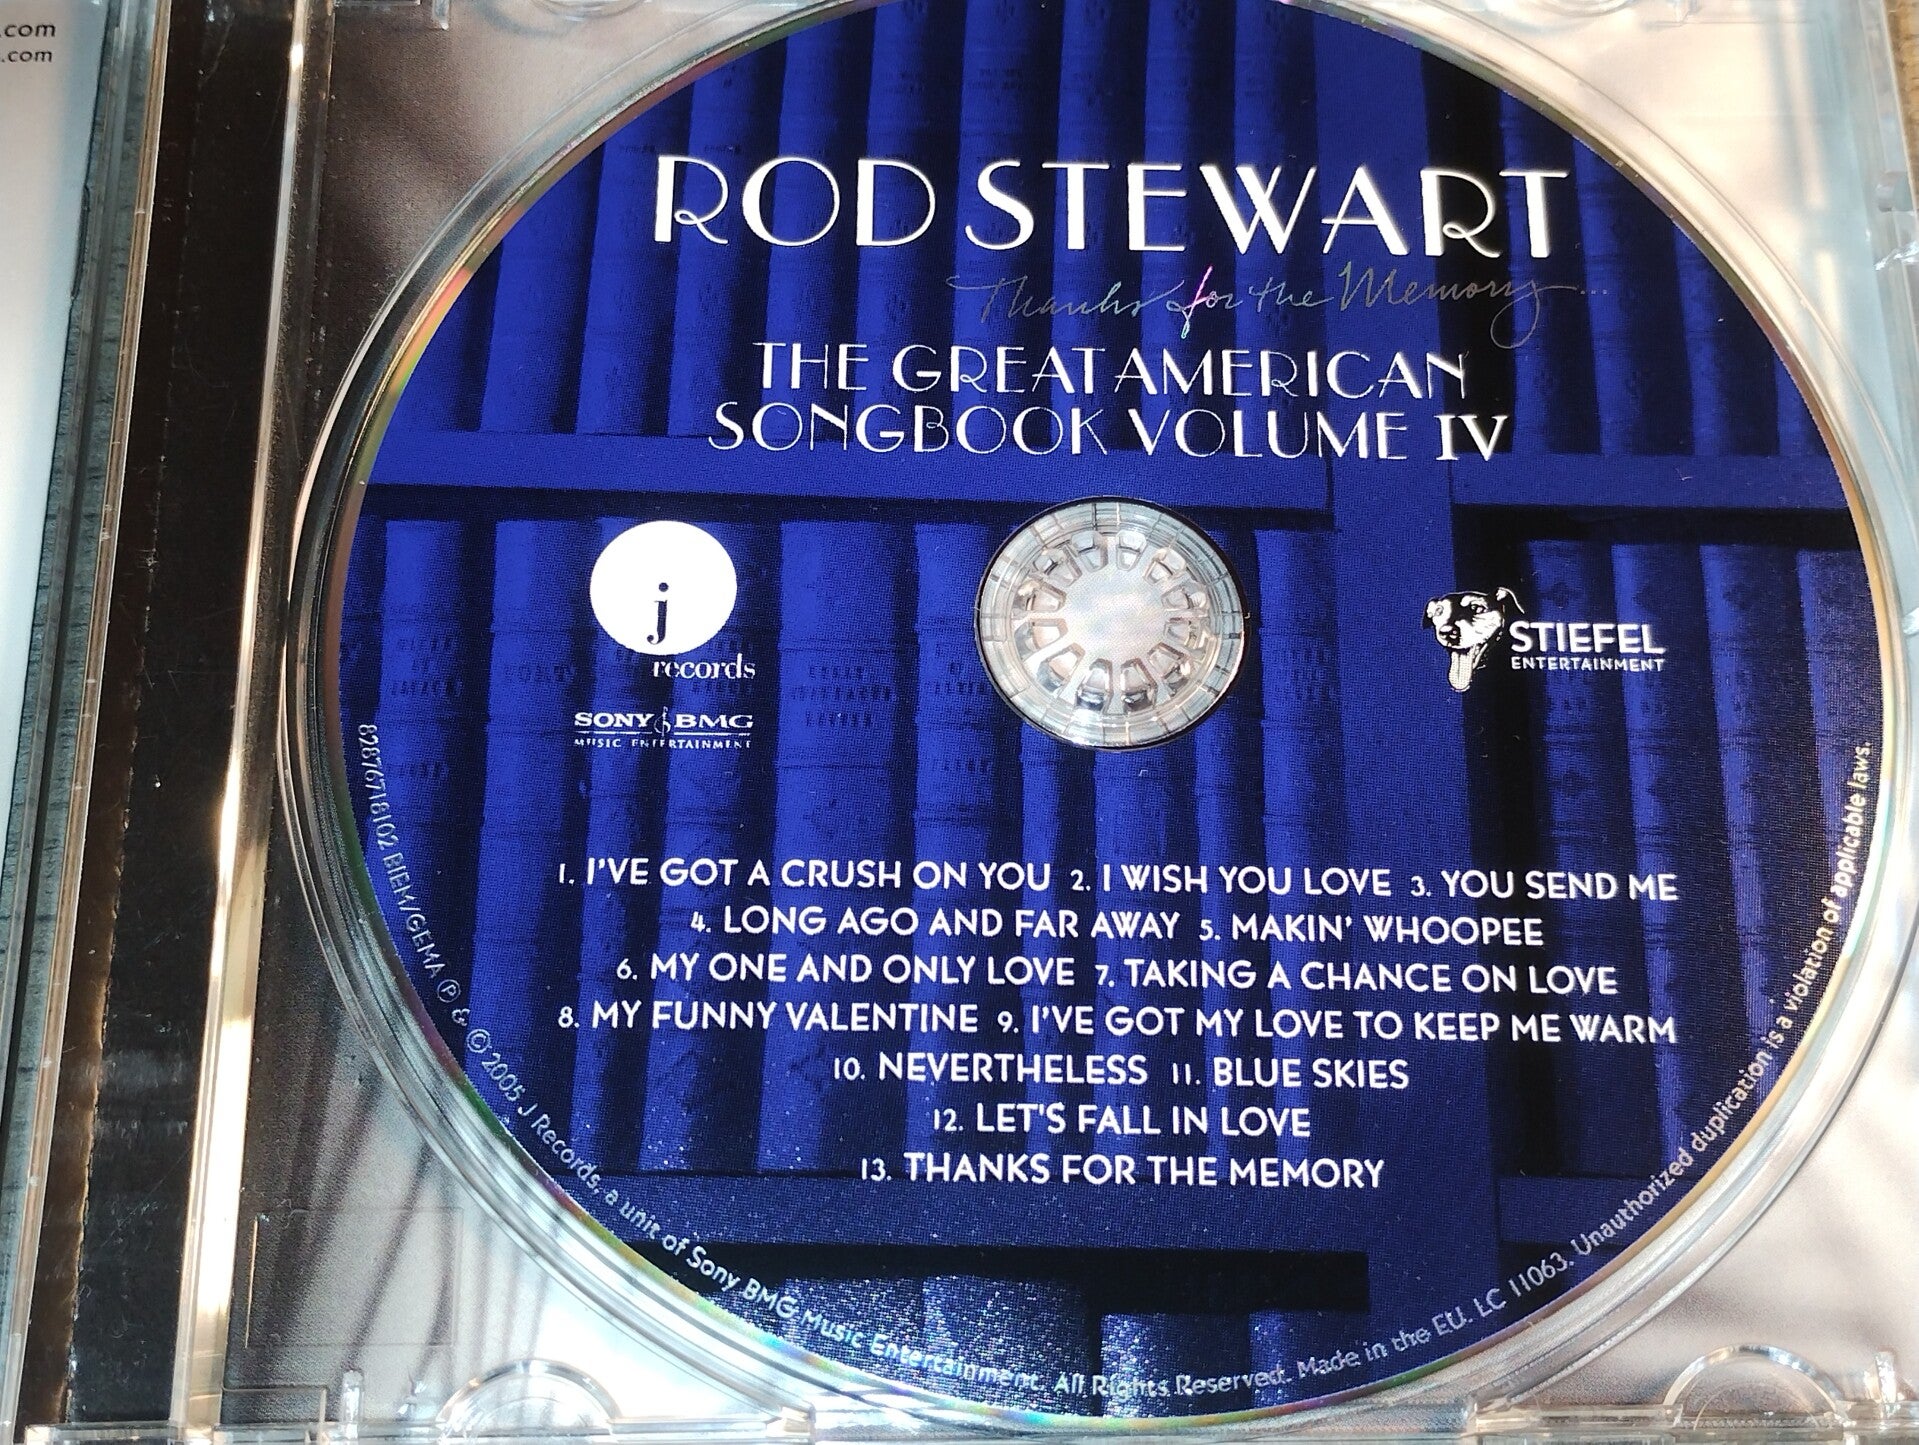 .com
.com
ROD STEWART
Thanks for the Memory...
THE GREAT AMERICAN
SONGBOOK VOLUME IV
j
records
SONY BMG
MUSIC ENTERTAINMENT
STIEFEL
ENTERTAINMENT
1. I'VE GOT A CRUSH ON YOU 2. I WISH YOU LOVE 3. YOU SEND ME
4. LONG AGO AND FAR AWAY 5. MAKIN' WHOOPEE
6. MY ONE AND ONLY LOVE 7. TAKING A CHANCE ON LOVE
8. MY FUNNY VALENTINE 9. I'VE GOT MY LOVE TO KEEP ME WARM
10. NEVERTHELESS 11. BLUE SKIES
12. LET'S FALL IN LOVE
13. THANKS FOR THE MEMORY
82876718102 BIEM/GEMA ℗ & © 2005 J Records, a unit of Sony BMG Music Entertainment. All Rights Reserved. Made in the EU. LC 11063. Unauthorized duplication is a violation of applicable laws.